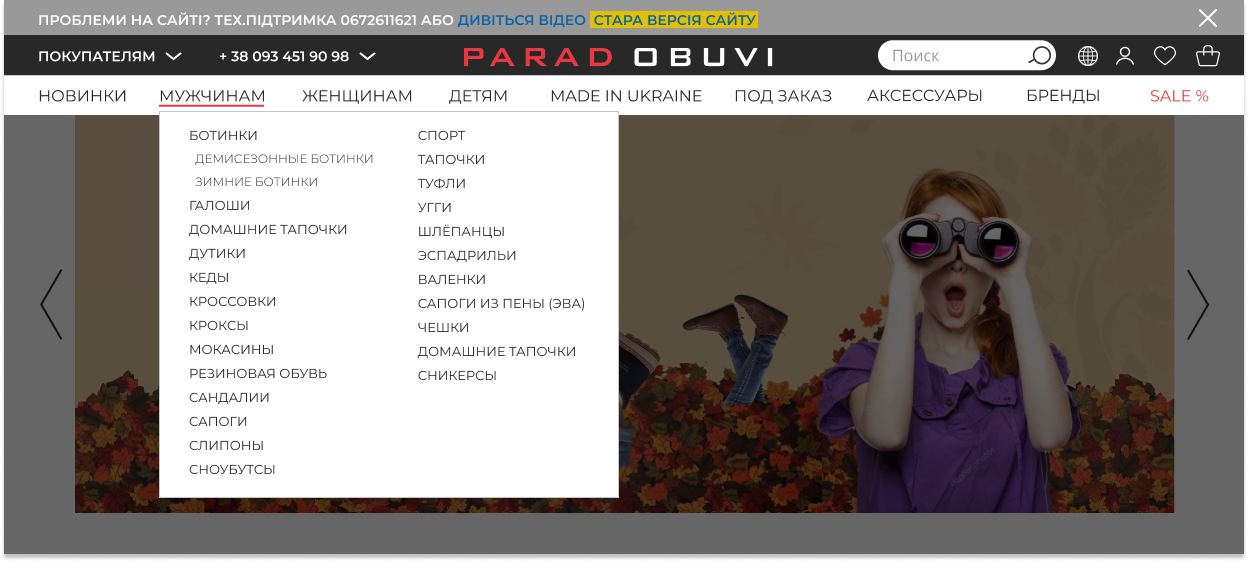 ПРОБЛЕМИ НА САЙТІ? ТЕХ.ПІДТРИМКА 0672611621 АБО ДИВІТЬСЯ ВІДЕО СТАРА ВЕРСІЯ САЙТУ
ПОКУПАТЕЛЯМ + 38 093 451 90 98 PARAD OBUVI Поиск
НОВИНКИ МУЖЧИНАМ ЖЕНЩИНАМ ДЕТЯМ MADE IN UKRAINE ПОД ЗАКАЗ АКСЕССУАРЫ БРЕНДЫ SALE %
БОТИНКИ
ДЕМИСЕЗОННЫЕ БОТИНКИ
ЗИМНИЕ БОТИНКИ
ГАЛОШИ
ДОМАШНИЕ ТАПОЧКИ
ДУТИКИ
КЕДЫ
КРОССОВКИ
КРОКСЫ
МОКАСИНЫ
РЕЗИНОВАЯ ОБУВЬ
САНДАЛИИ
САПОГИ
СЛИПОНЫ
СНОУБУТСЫ
СПОРТ
ТАПОЧКИ
ТУФЛИ
УГГИ
ШЛЁПАНЦЫ
ЭСПАДРИЛЬИ
ВАЛЕНКИ
САПОГИ ИЗ ПЕНЫ (ЭВА)
ЧЕШКИ
ДОМАШНИЕ ТАПОЧКИ
СНИКЕРСЫ